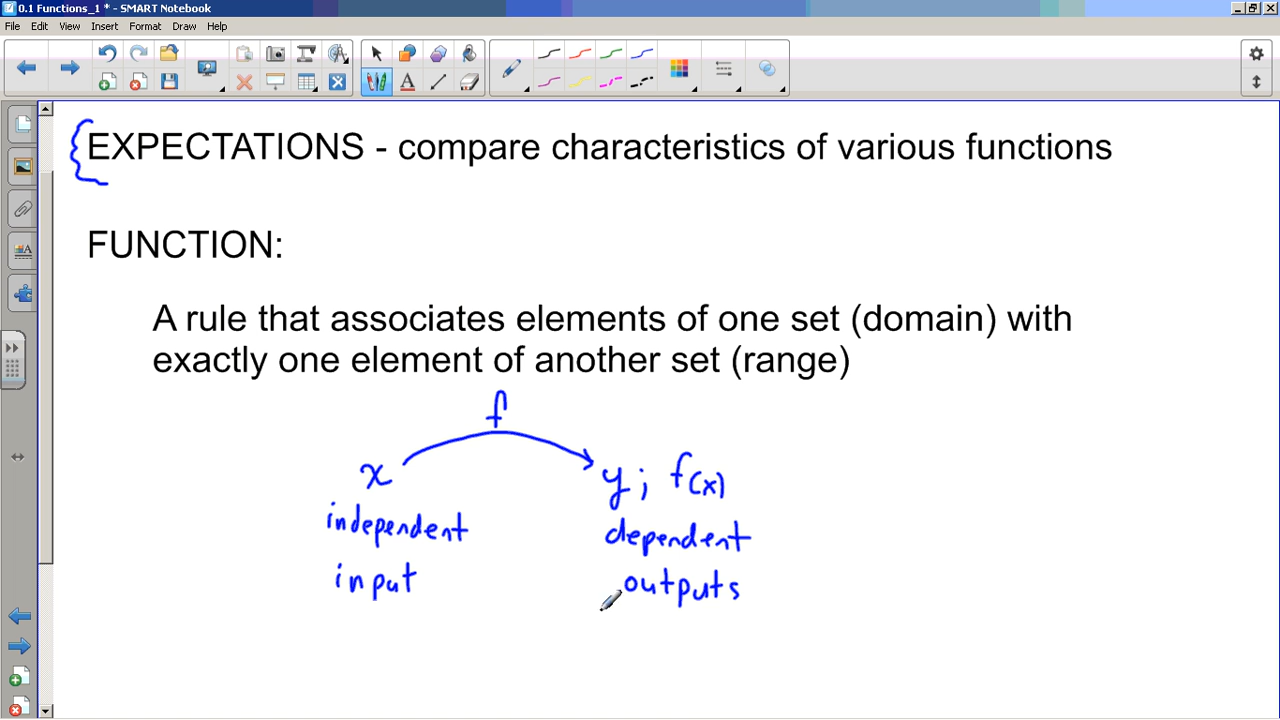 0.1 Functions_1 * - SMART Notebook
File Edit View Insert Format Draw Help
EXPECTATIONS - compare characteristics of various functions
FUNCTION:
A rule that associates elements of one set (domain) with
exactly one element of another set (range)
f
x y; f(x)
independent dependent
input outputs